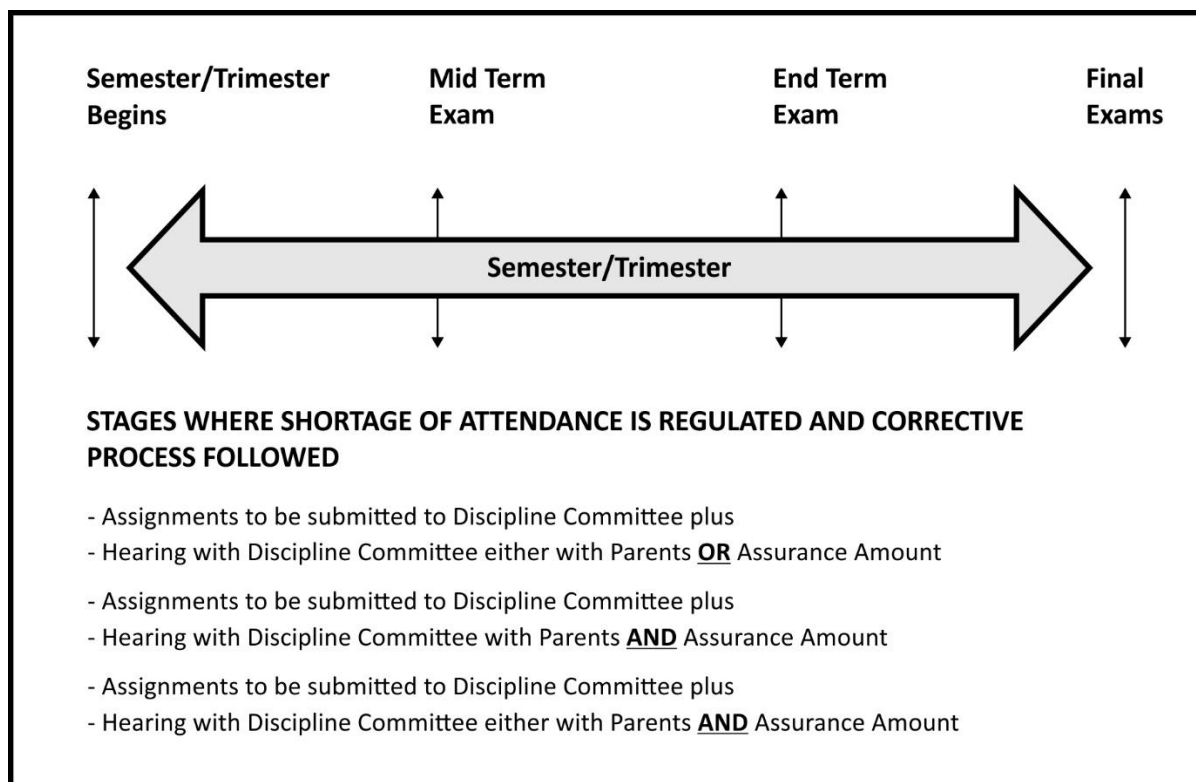 Semester/Trimester
Begins
Mid Term
Exam
End Term
Exam
Final
Exams
Semester/Trimester
STAGES WHERE SHORTAGE OF ATTENDANCE IS REGULATED AND CORRECTIVE
PROCESS FOLLOWED
- Assignments to be submitted to Discipline Committee plus
- Hearing with Discipline Committee either with Parents OR Assurance Amount
- Assignments to be submitted to Discipline Committee plus
- Hearing with Discipline Committee with Parents AND Assurance Amount
- Assignments to be submitted to Discipline Committee plus
- Hearing with Discipline Committee either with Parents AND Assurance Amount